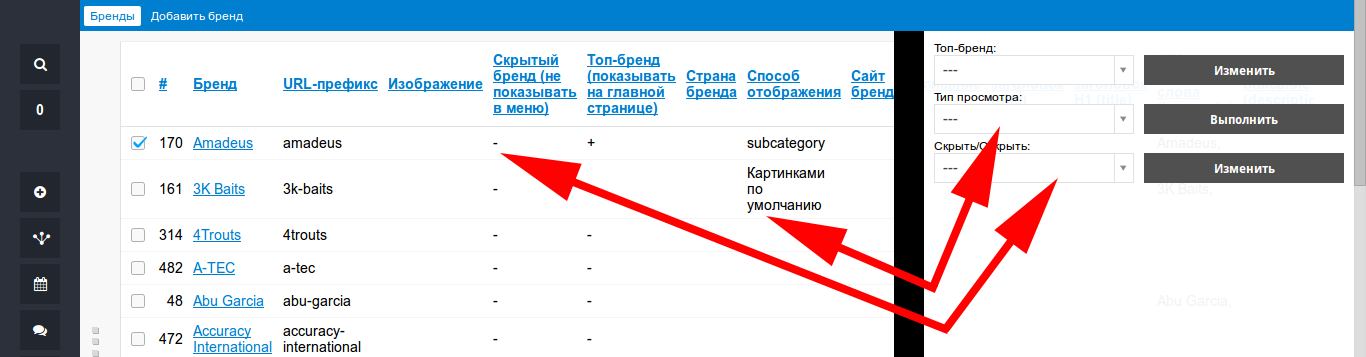 Бренды Добавить бренд
0
# Бренд URL-префикс Изображение Скрытый бренд (не показывать в меню) Топ-бренд (показывать на главной странице) Страна бренда Способ отображения Сайт бренд
170 Amadeus amadeus - + subcategory
161 3K Baits 3k-baits - Картинками по умолчанию
314 4Trouts 4trouts - -
482 A-TEC a-tec - -
48 Abu Garcia abu-garcia - -
472 Accuracy International accuracy-international - -
Топ-бренд:
--- Изменить
Тип просмотра:
--- Выполнить
Скрыть/
--- Изменить
Amadeus,
3K Baits,
Abu Garcia,